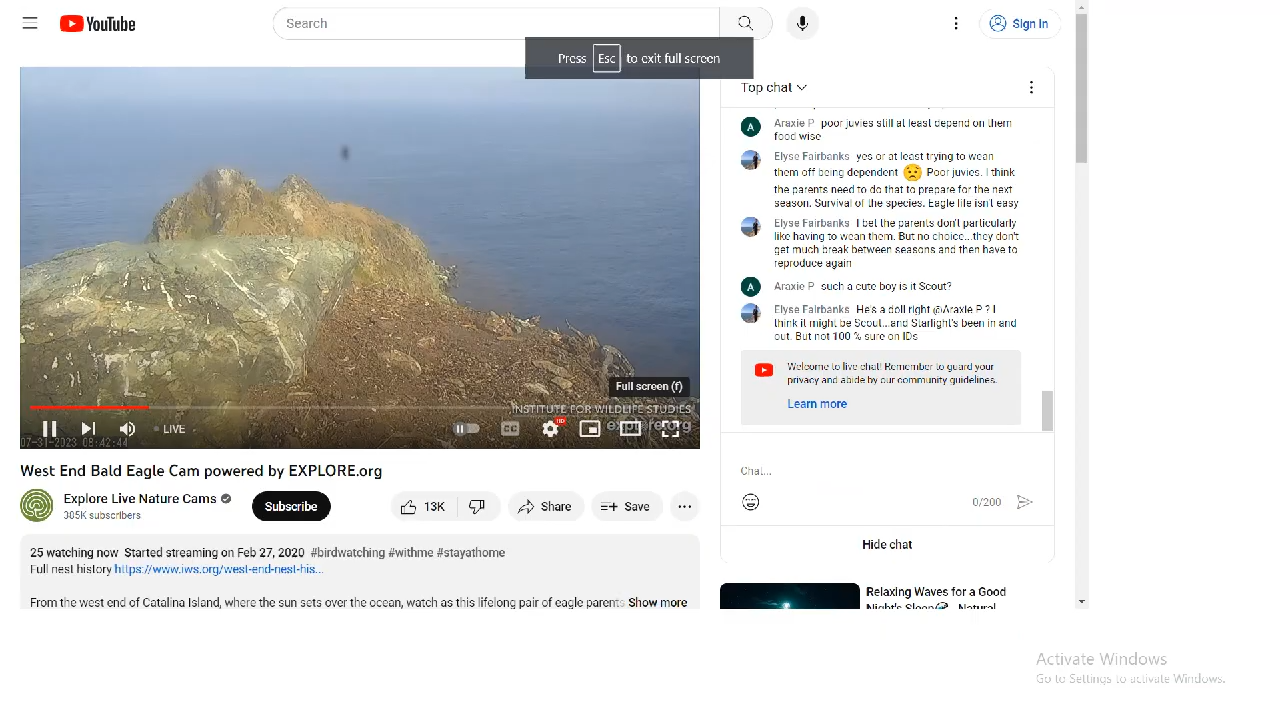 YouTube
Search
Sign in
Press Esc to exit full screen
Top chat
Araxie P poor juvies still at least depend on them
food wise
Elyse Fairbanks yes or at least trying to wean
them off being dependent 😟 Poor juvies. I think
the parents need to do that to prepare for the next
season. Survival of the species. Eagle life isn't easy
Elyse Fairbanks I bet the parents don't particularly
like having to wean them. But no choice...they don't
get much break between seasons and then have to
reproduce again
A
Araxie P such a cute boy is it Scout?
A
Elyse Fairbanks He's a doll right @Araxie P ? I
think it might be Scout...and Starlight's been in and
out. But not 100 % sure on IDs
Welcome to live chat! Remember to guard your
privacy and abide by our community guidelines.
Learn more
Chat...
0/200
Hide chat
Full screen (f)
INSTITUTE FOR WILDLIFE STUDIES
explore.org
LIVE
CC
HD
07-31-2023 08:42:44
West End Bald Eagle Cam powered by EXPLORE.org
Explore Live Nature Cams
385K subscribers
Subscribe
13K
Share
Save
25 watching now Started streaming on Feb 27, 2020 #birdwatching #withme #stayathome
Full nest history https://www.iws.org/west-end-nest-his...
From the west end of Catalina Island, where the sun sets over the ocean, watch as this lifelong pair of eagle parents Show more
Relaxing Waves for a Good
Night's Sleep🌊 - Natural
Activate Windows
Go to Settings to activate Windows.